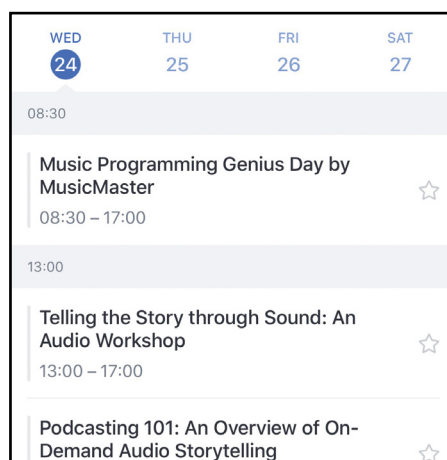 WED THU FRI SAT
24 25 26 27
08:30
Music Programming Genius Day by
MusicMaster
08:30 – 17:00
13:00
Telling the Story through Sound: An
Audio Workshop
13:00 – 17:00
Podcasting 101: An Overview of On-
Demand Audio Storytelling